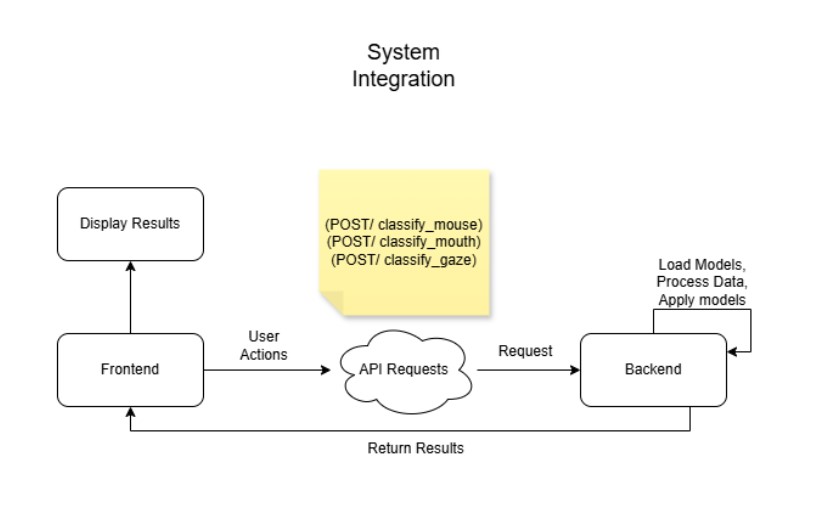 System
Integration
Display Results
(POST/ classify_mouse)
(POST/ classify_mouth)
(POST/ classify_gaze)
Load Models,
Process Data,
Apply models
Frontend
User
Actions
API Requests
Request
Backend
Return Results